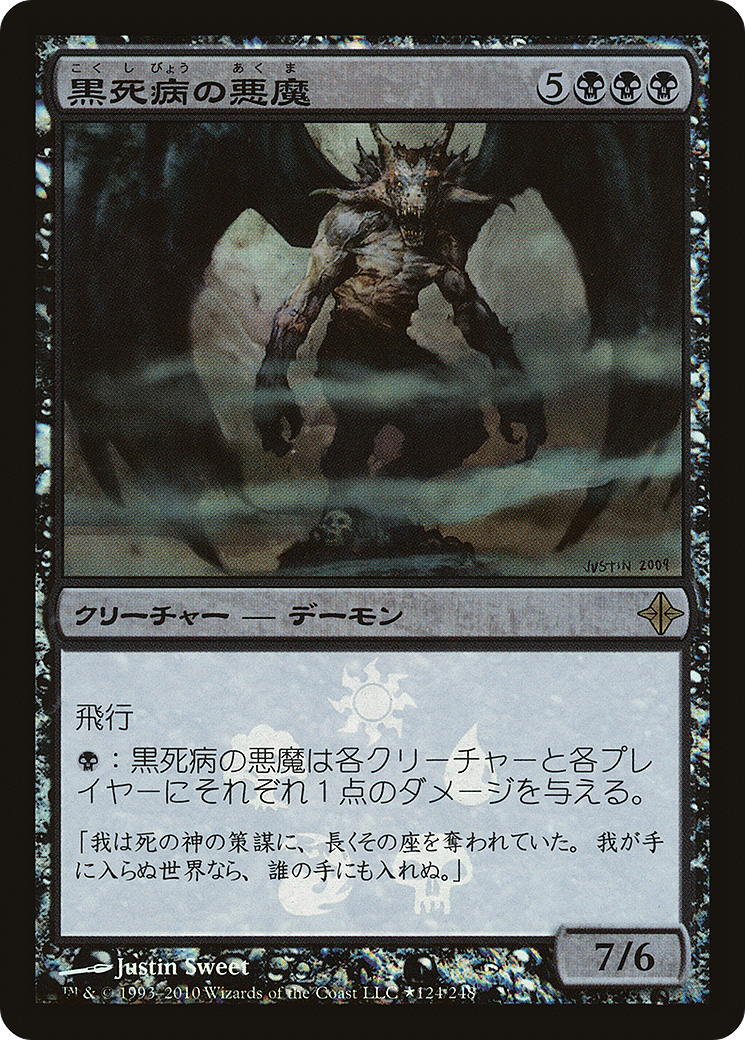 こくしびょう あくま
黒死病の悪魔 5
JUSTIN 2009
クリーチャー — デーモン
飛行
：黒死病の悪魔は各クリーチャーと各プレ
イヤーにそれぞれ１点のダメージを与える。
「我は死の神の策謀に、長くその座を奪われていた。我が手
に入らぬ世界なら、誰の手にも入れぬ。」
7/6
Justin Sweet
™ & © 1993–2010 Wizards of the Coast LLC ★124/248